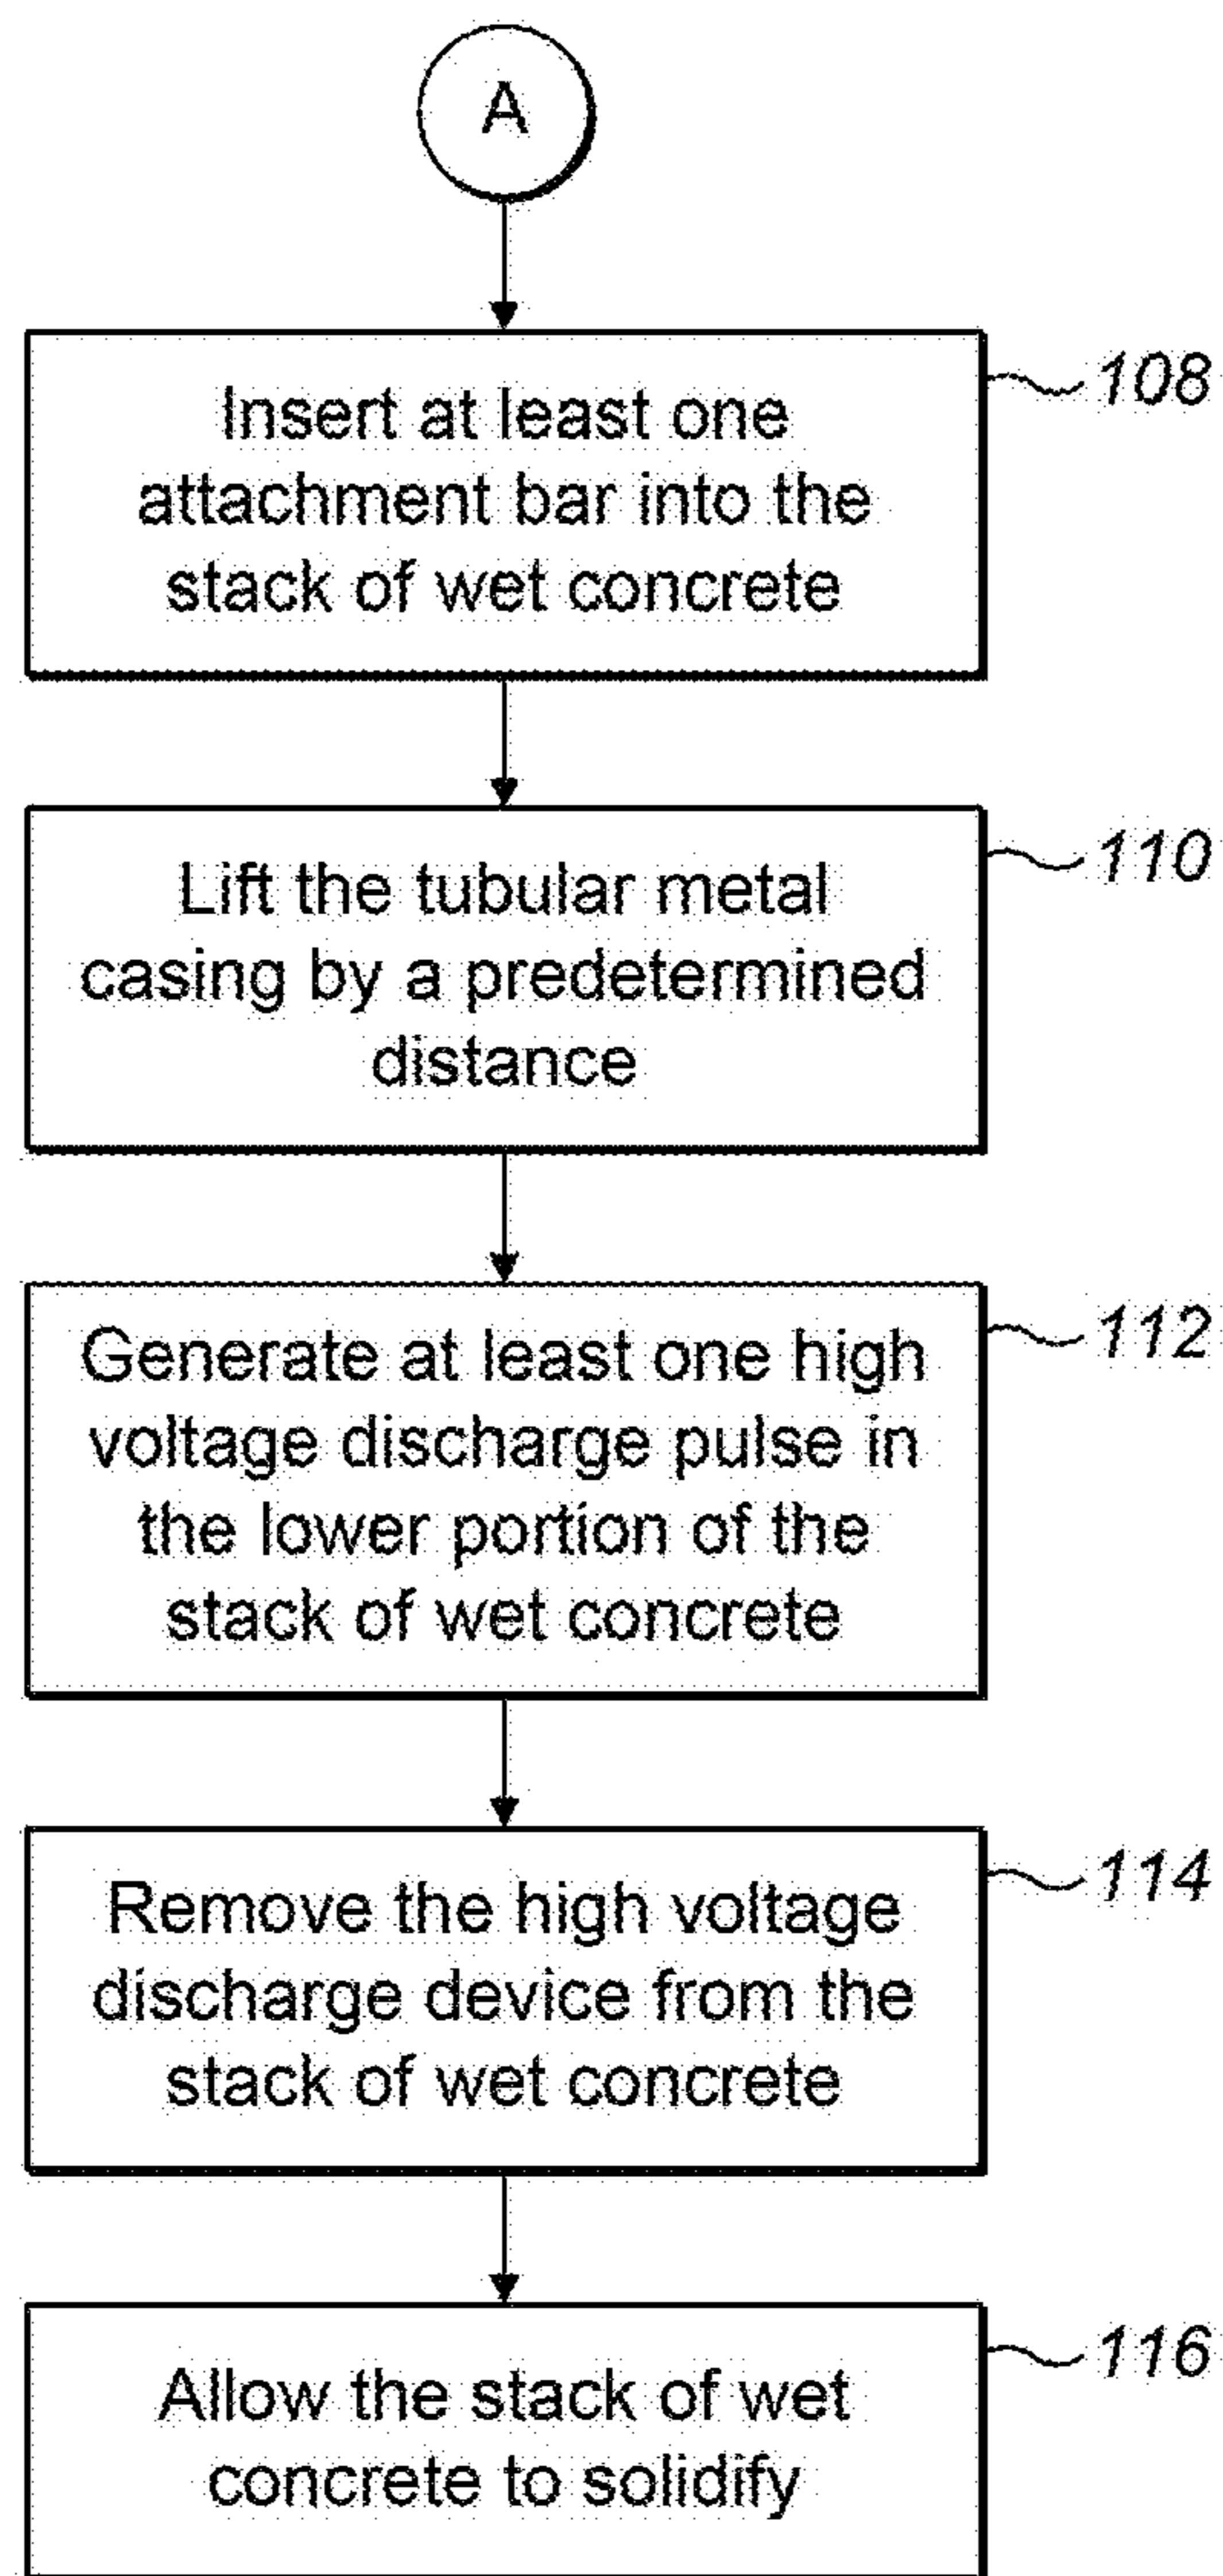 A
Insert at least one
attachment bar into the
stack of wet concrete
108
Lift the tubular metal
casing by a predetermined
distance
110
Generate at least one high
voltage discharge pulse in
the lower portion of the
stack of wet concrete
112
Remove the high voltage
discharge device from the
stack of wet concrete
114
Allow the stack of wet
concrete to solidify
116